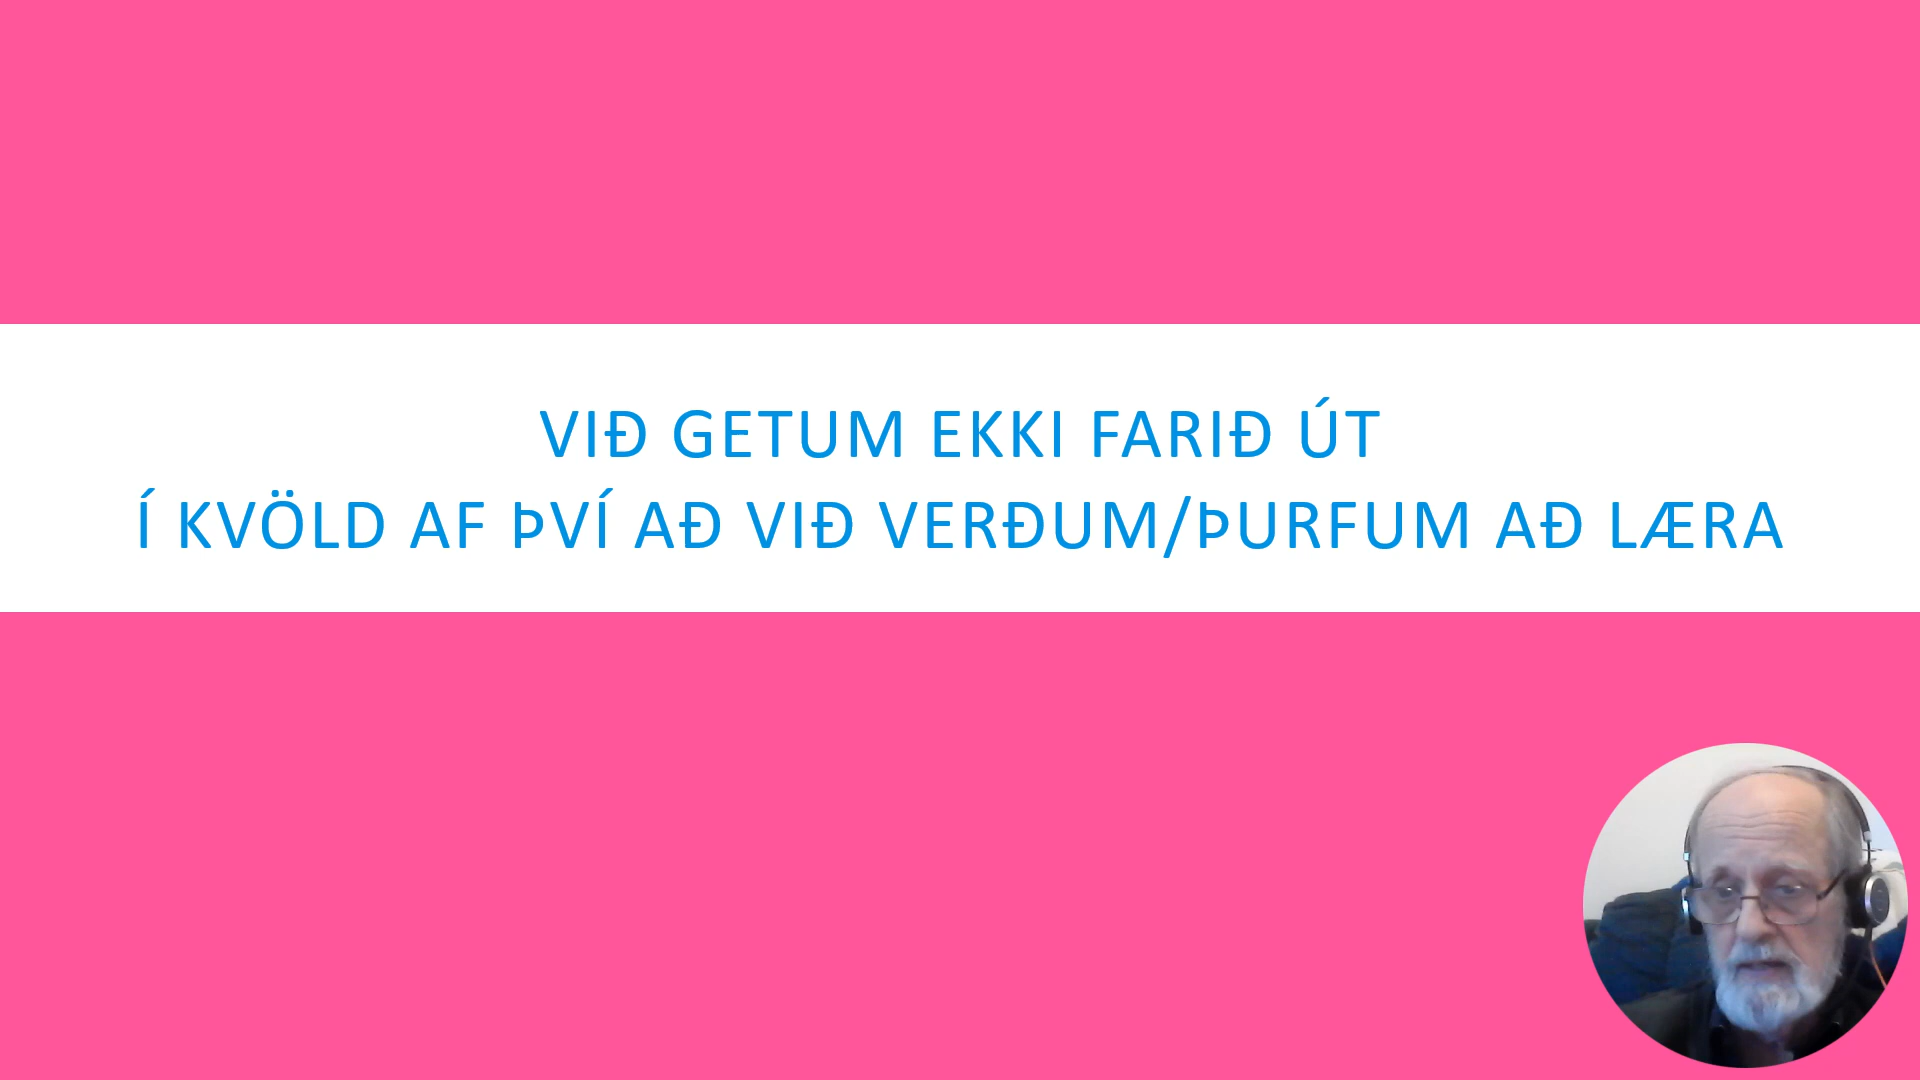 VIÐ GETUM EKKI FARIÐ ÚT
Í KVÖLD AF ÞVÍ AÐ VIÐ VERÐUM/ÞURFUM AÐ LÆRA